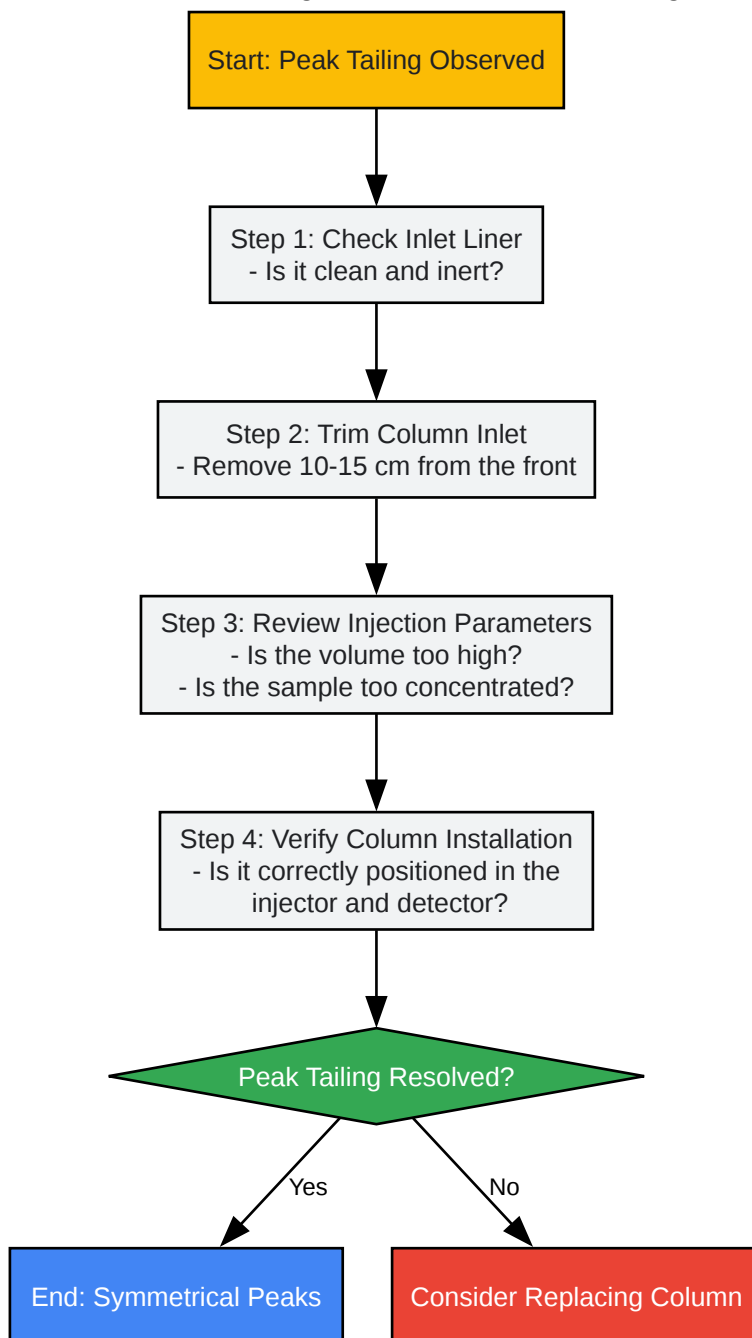 Start: Peak Tailing Observed
Step 1: Check Inlet Liner
- Is it clean and inert?
Step 2: Trim Column Inlet
- Remove 10-15 cm from the front
Step 3: Review Injection Parameters
- Is the volume too high?
- Is the sample too concentrated?
Step 4: Verify Column Installation
- Is it correctly positioned in the
injector and detector?
Peak Tailing Resolved?
Yes
No
End: Symmetrical Peaks
Consider Replacing Column